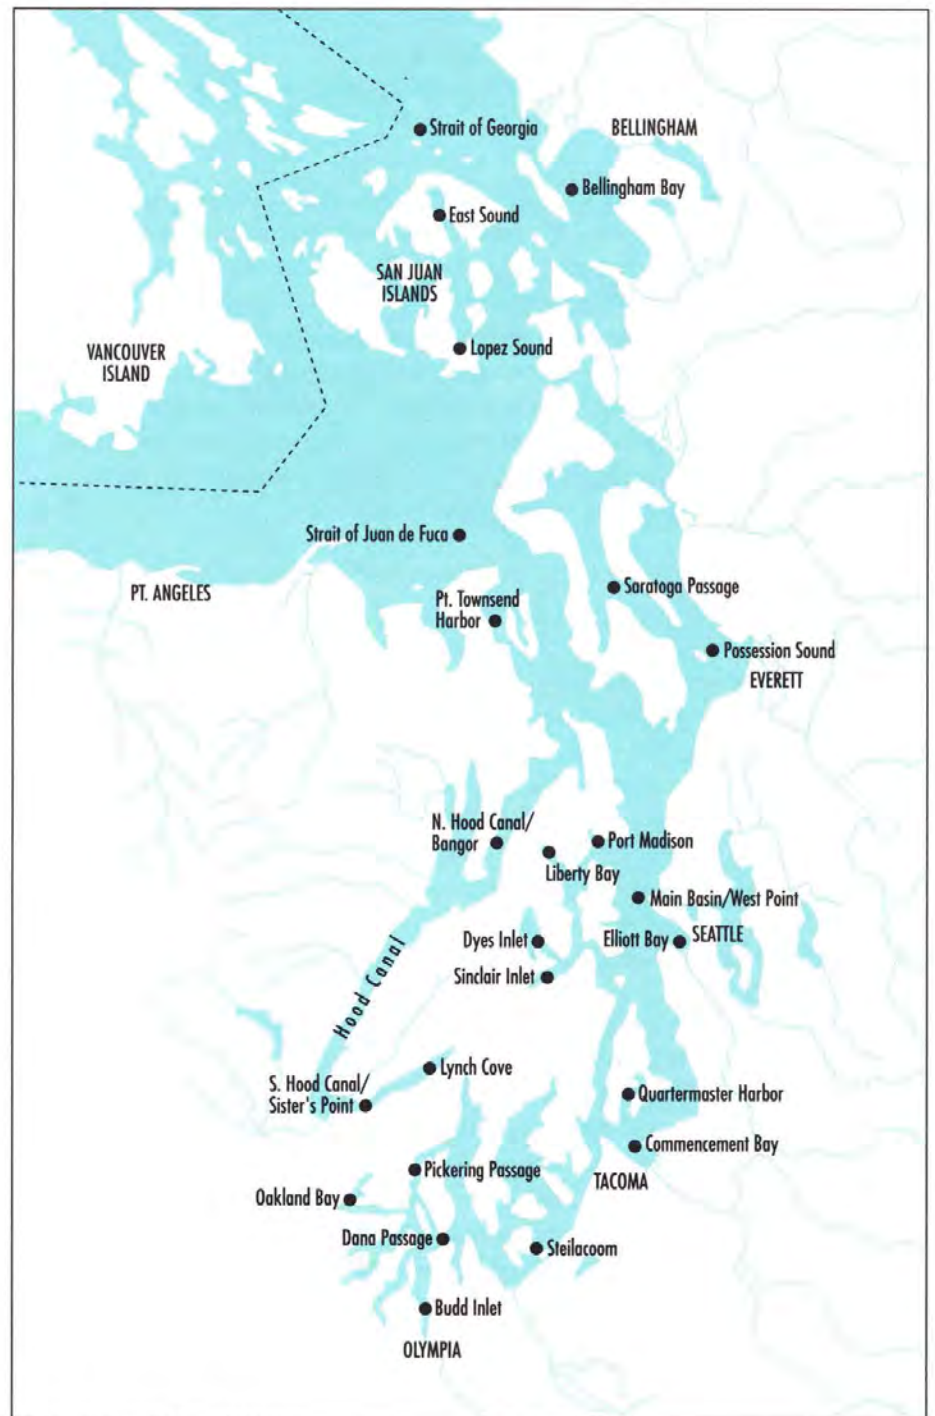 Strait of Georgia
BELLINGHAM
Bellingham Bay
East Sound
SAN JUAN
ISLANDS
VANCOUVER
ISLAND
Lopez Sound
Strait of Juan de Fuca
PT. ANGELES
Pt. Townsend
Harbor
Saratoga Passage
Possession Sound
EVERETT
N. Hood Canal/
Bangor
Port Madison
Liberty Bay
Main Basin/West Point
Dyes Inlet
Elliott Bay
SEATTLE
Sinclair Inlet
Hood Canal
Lynch Cove
S. Hood Canal/
Sister's Point
Quartermaster Harbor
Commencement Bay
Pickering Passage
TACOMA
Oakland Bay
Dana Passage
Steilacoom
Budd Inlet
OLYMPIA